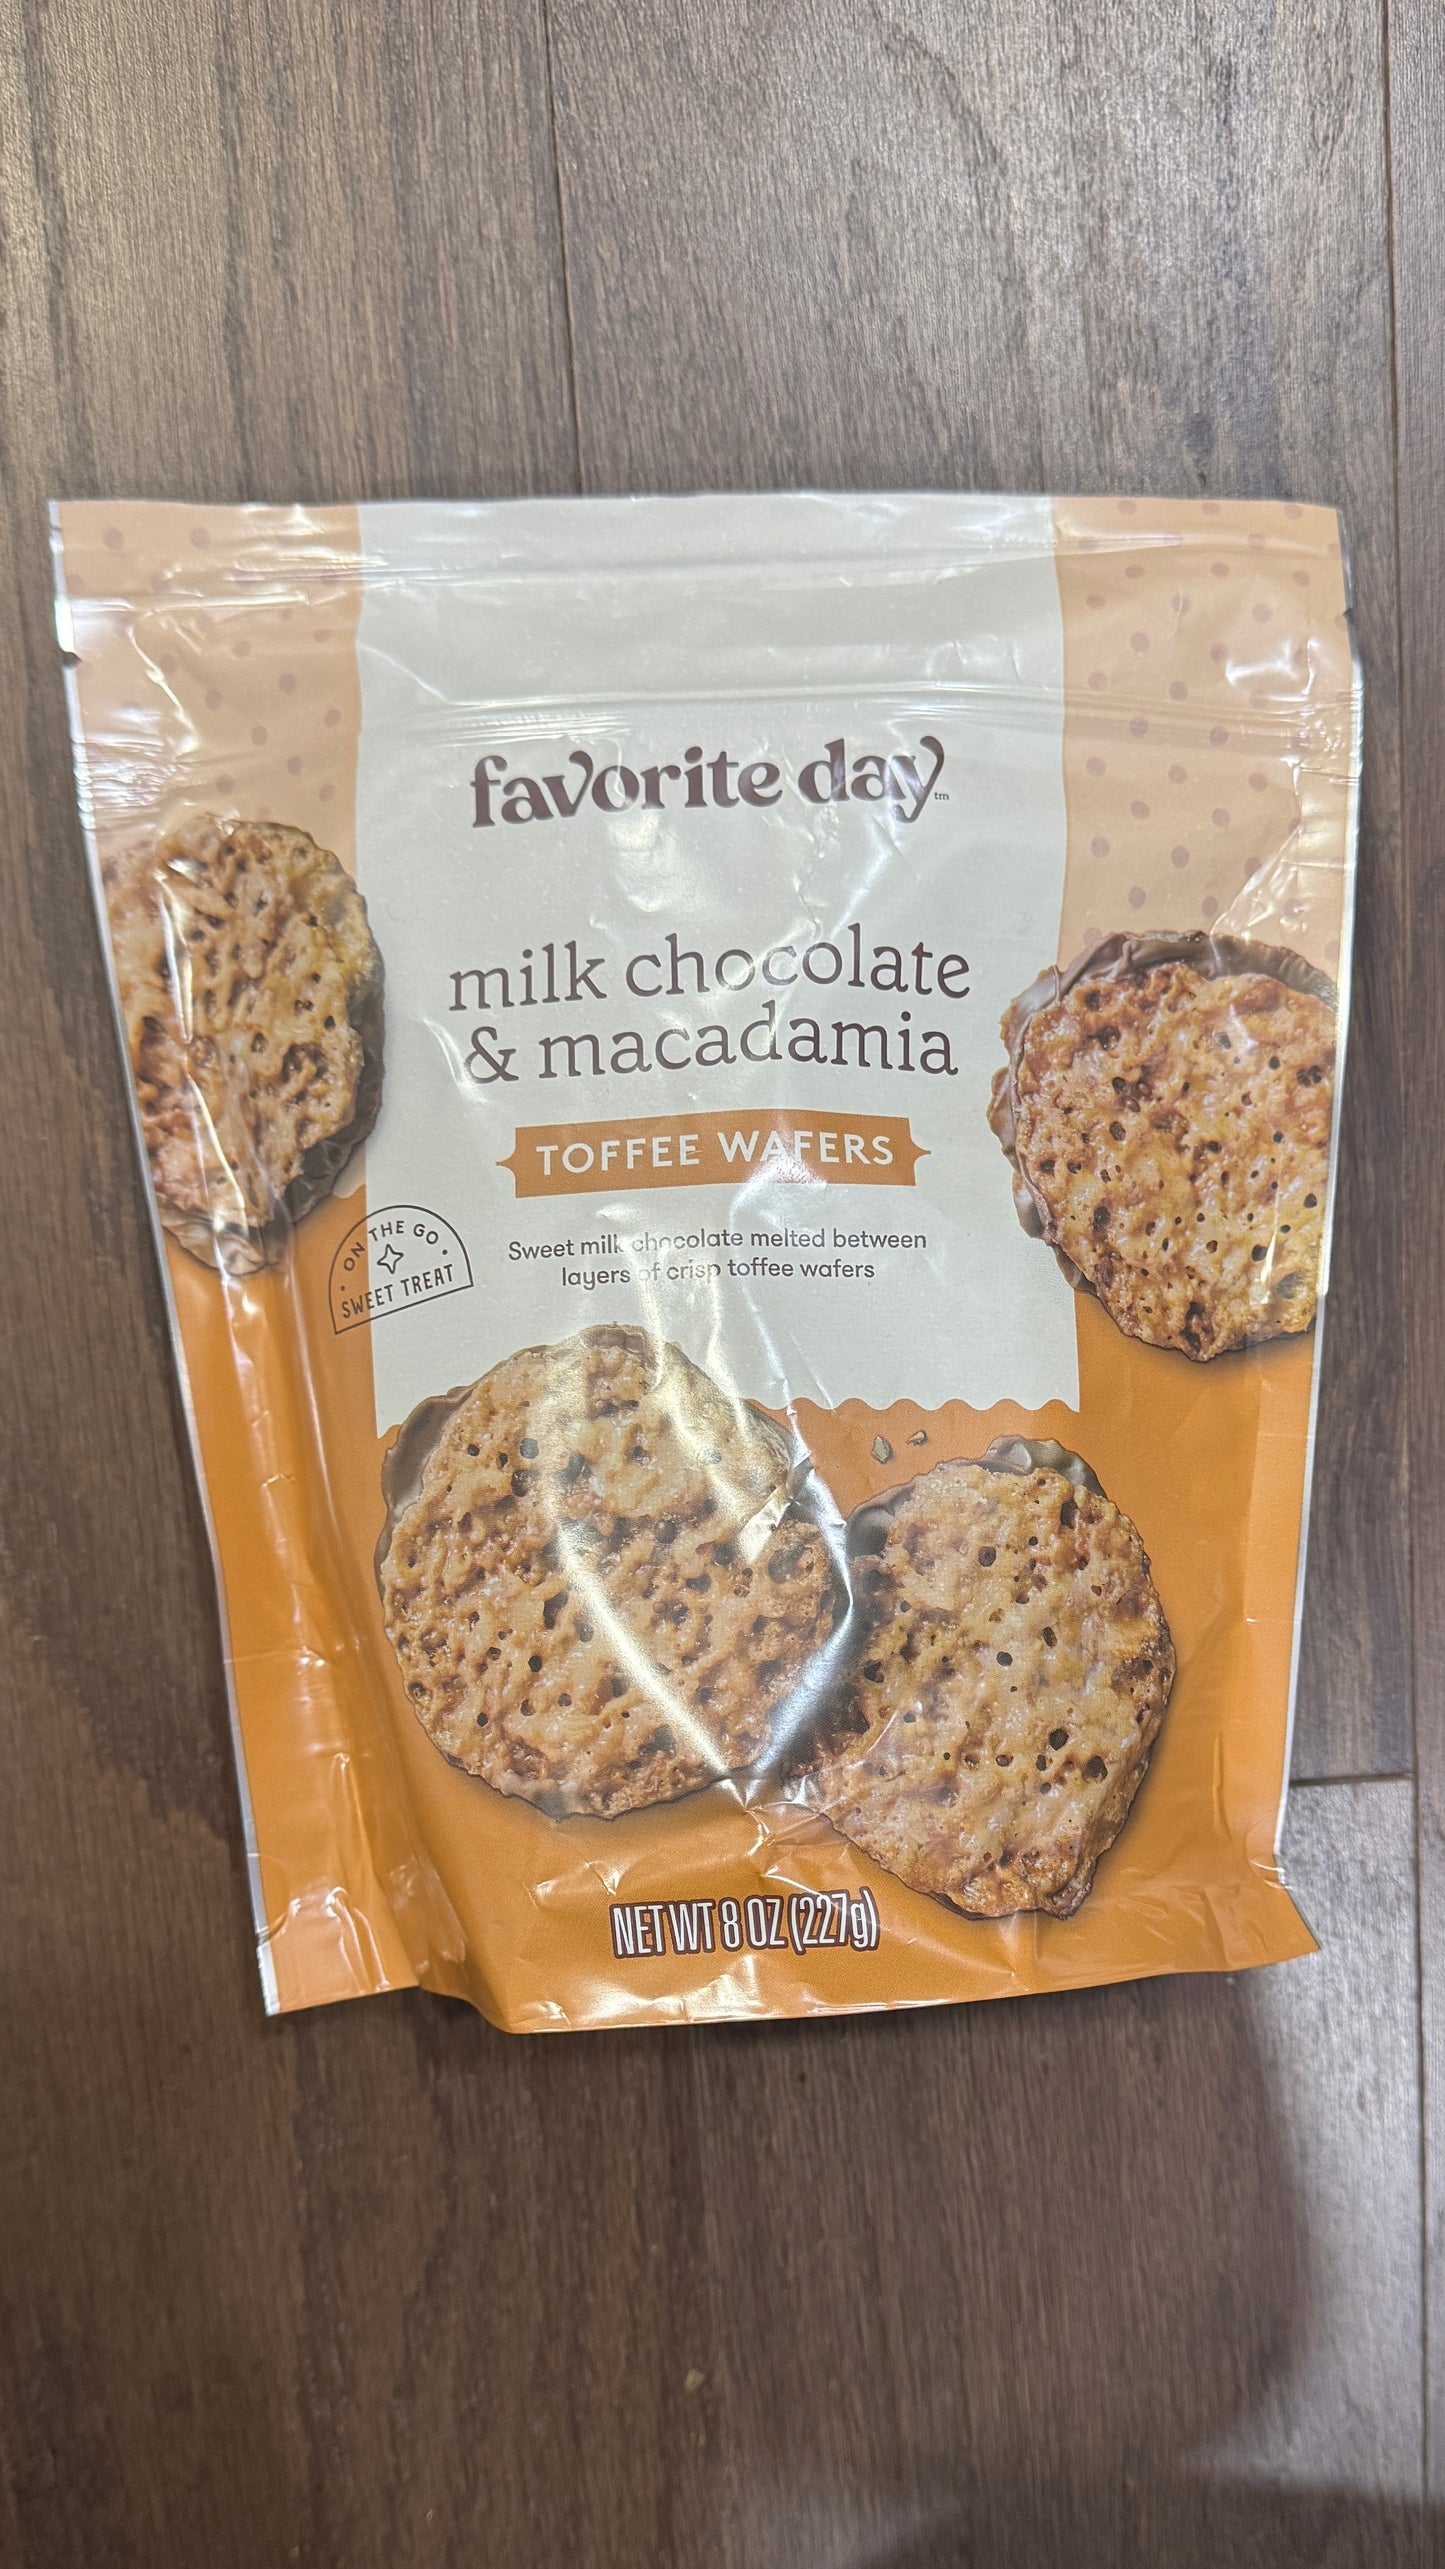 favorite day™
milk chocolate
& macadamia
TOFFEE WAFERS
Sweet milk chocolate melted between
layers of crisp toffee wafers
ON THE GO
SWEET TREAT
NET WT 8 OZ (227g)